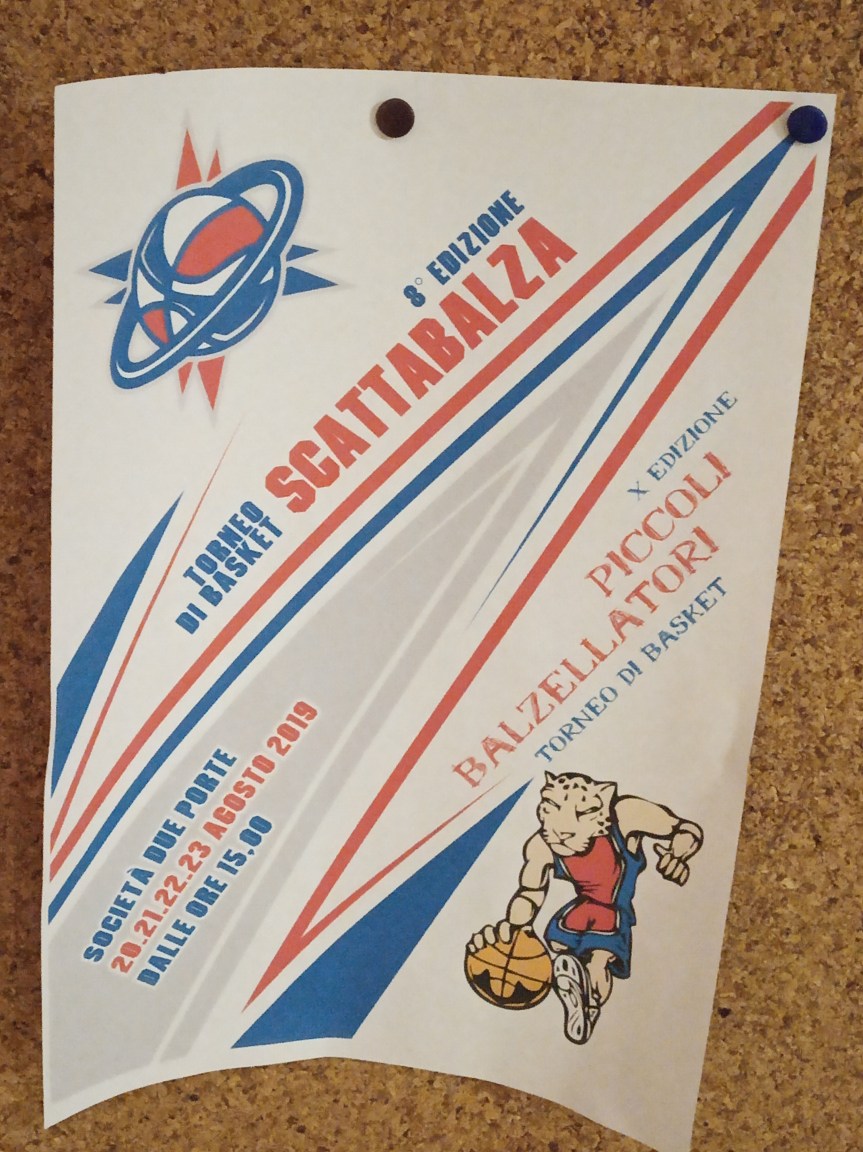 8° EDIZIONE
SCATTABALZA
TORNEO
DI BASKET
X EDIZIONE
PICCOLI
BALZELLATORI
TORNEO DI BASKET
SOCIETÀ DUE PORTE
20.21.22.23 AGOSTO 2019
DALLE ORE 15,00